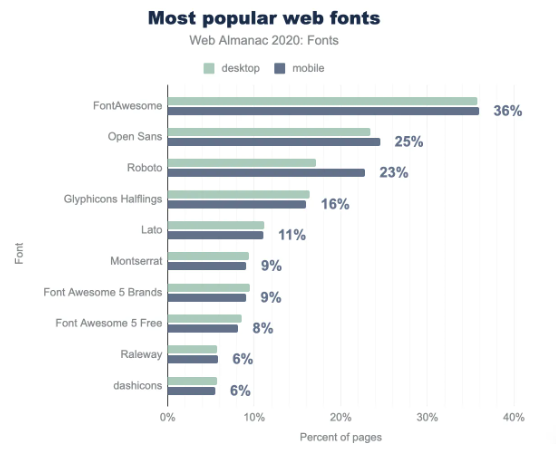 Most popular web fonts
Web Almanac 2020: Fonts
desktop mobile
FontAwesome 36%
Open Sans 25%
Roboto 23%
Glyphicons Halflings 16%
Lato 11%
Font
Montserrat 9%
Font Awesome 5 Brands 9%
Font Awesome 5 Free 8%
Raleway 6%
dashicons 6%
0% 10% 20% 30% 40%
Percent of pages